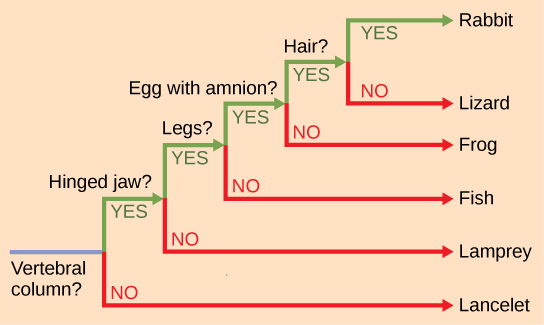 Rabbit
YES
Hair?
YES
Lizard
NO
Egg with amnion?
YES
Frog
NO
Legs?
YES
Fish
NO
Hinged jaw?
YES
Lamprey
NO
Vertebral
column?
NO
Lancelet